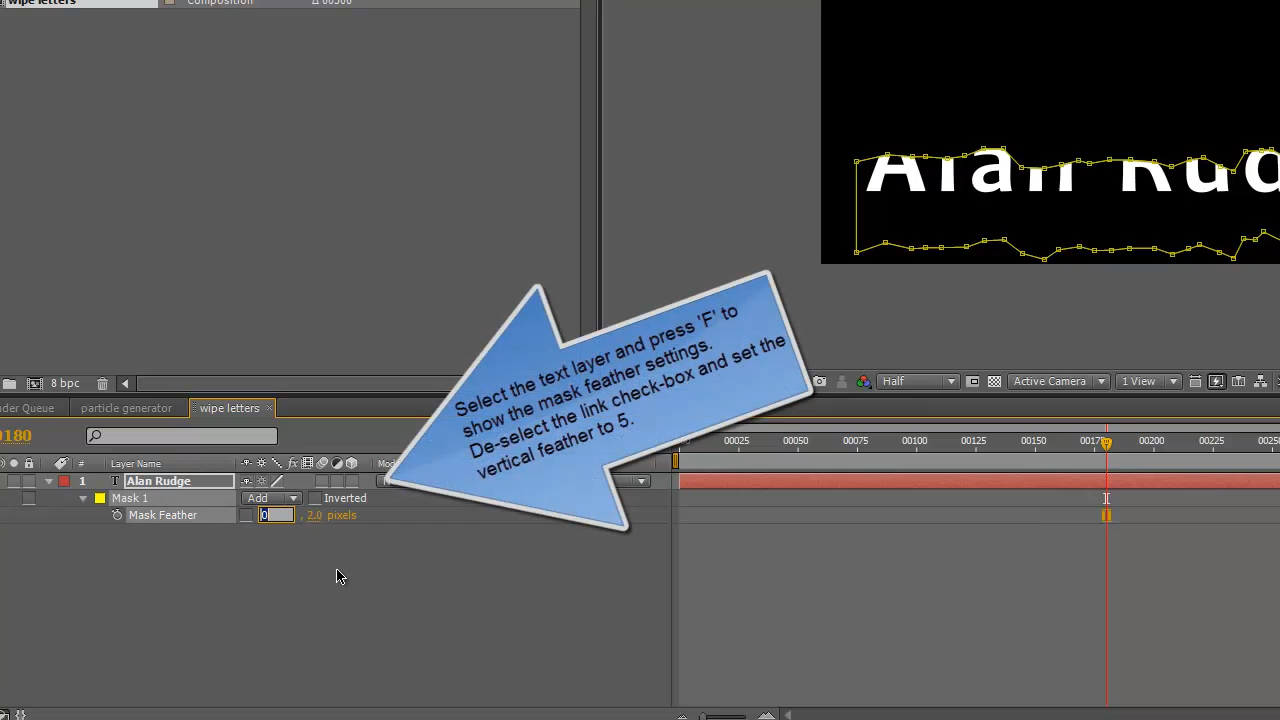 wipe letters
Composition
Δ 00500
Alan Rud
Select the text layer and press 'F' to
show the mask feather settings.
De-select the link check-box and set the
vertical feather to 5.
8 bpc
Half
Active Camera
1 View
der Queue
particle generator
wipe letters
×
0180
00025
00050
00075
00100
00125
00150
00175
00200
00225
00250
#
Layer Name
fx
Mod
1
T
Alan Rudge
Mask 1
Add
Inverted
Mask Feather
0
, 2.0 pixels